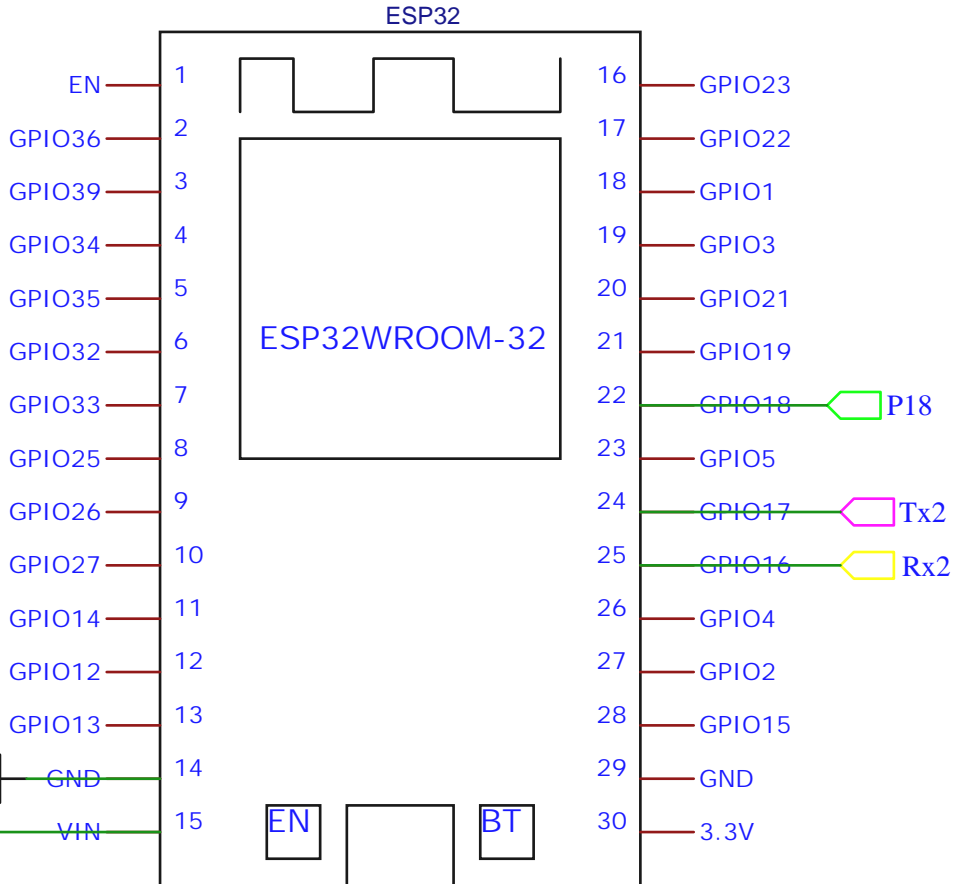 ESP32
EN 1 16 GPIO23
GPIO36 2 17 GPIO22
GPIO39 3 18 GPIO1
GPIO34 4 19 GPIO3
GPIO35 5 20 GPIO21
GPIO32 6 ESP32WROOM-32 21 GPIO19
GPIO33 7 22 GPIO18 P18
GPIO25 8 23 GPIO5
GPIO26 9 24 GPIO17 Tx2
GPIO27 10 25 GPIO16 Rx2
GPIO14 11 26 GPIO4
GPIO12 12 27 GPIO2
GPIO13 13 28 GPIO15
GND 14 29 GND
VIN 15 EN BT 30 3.3V